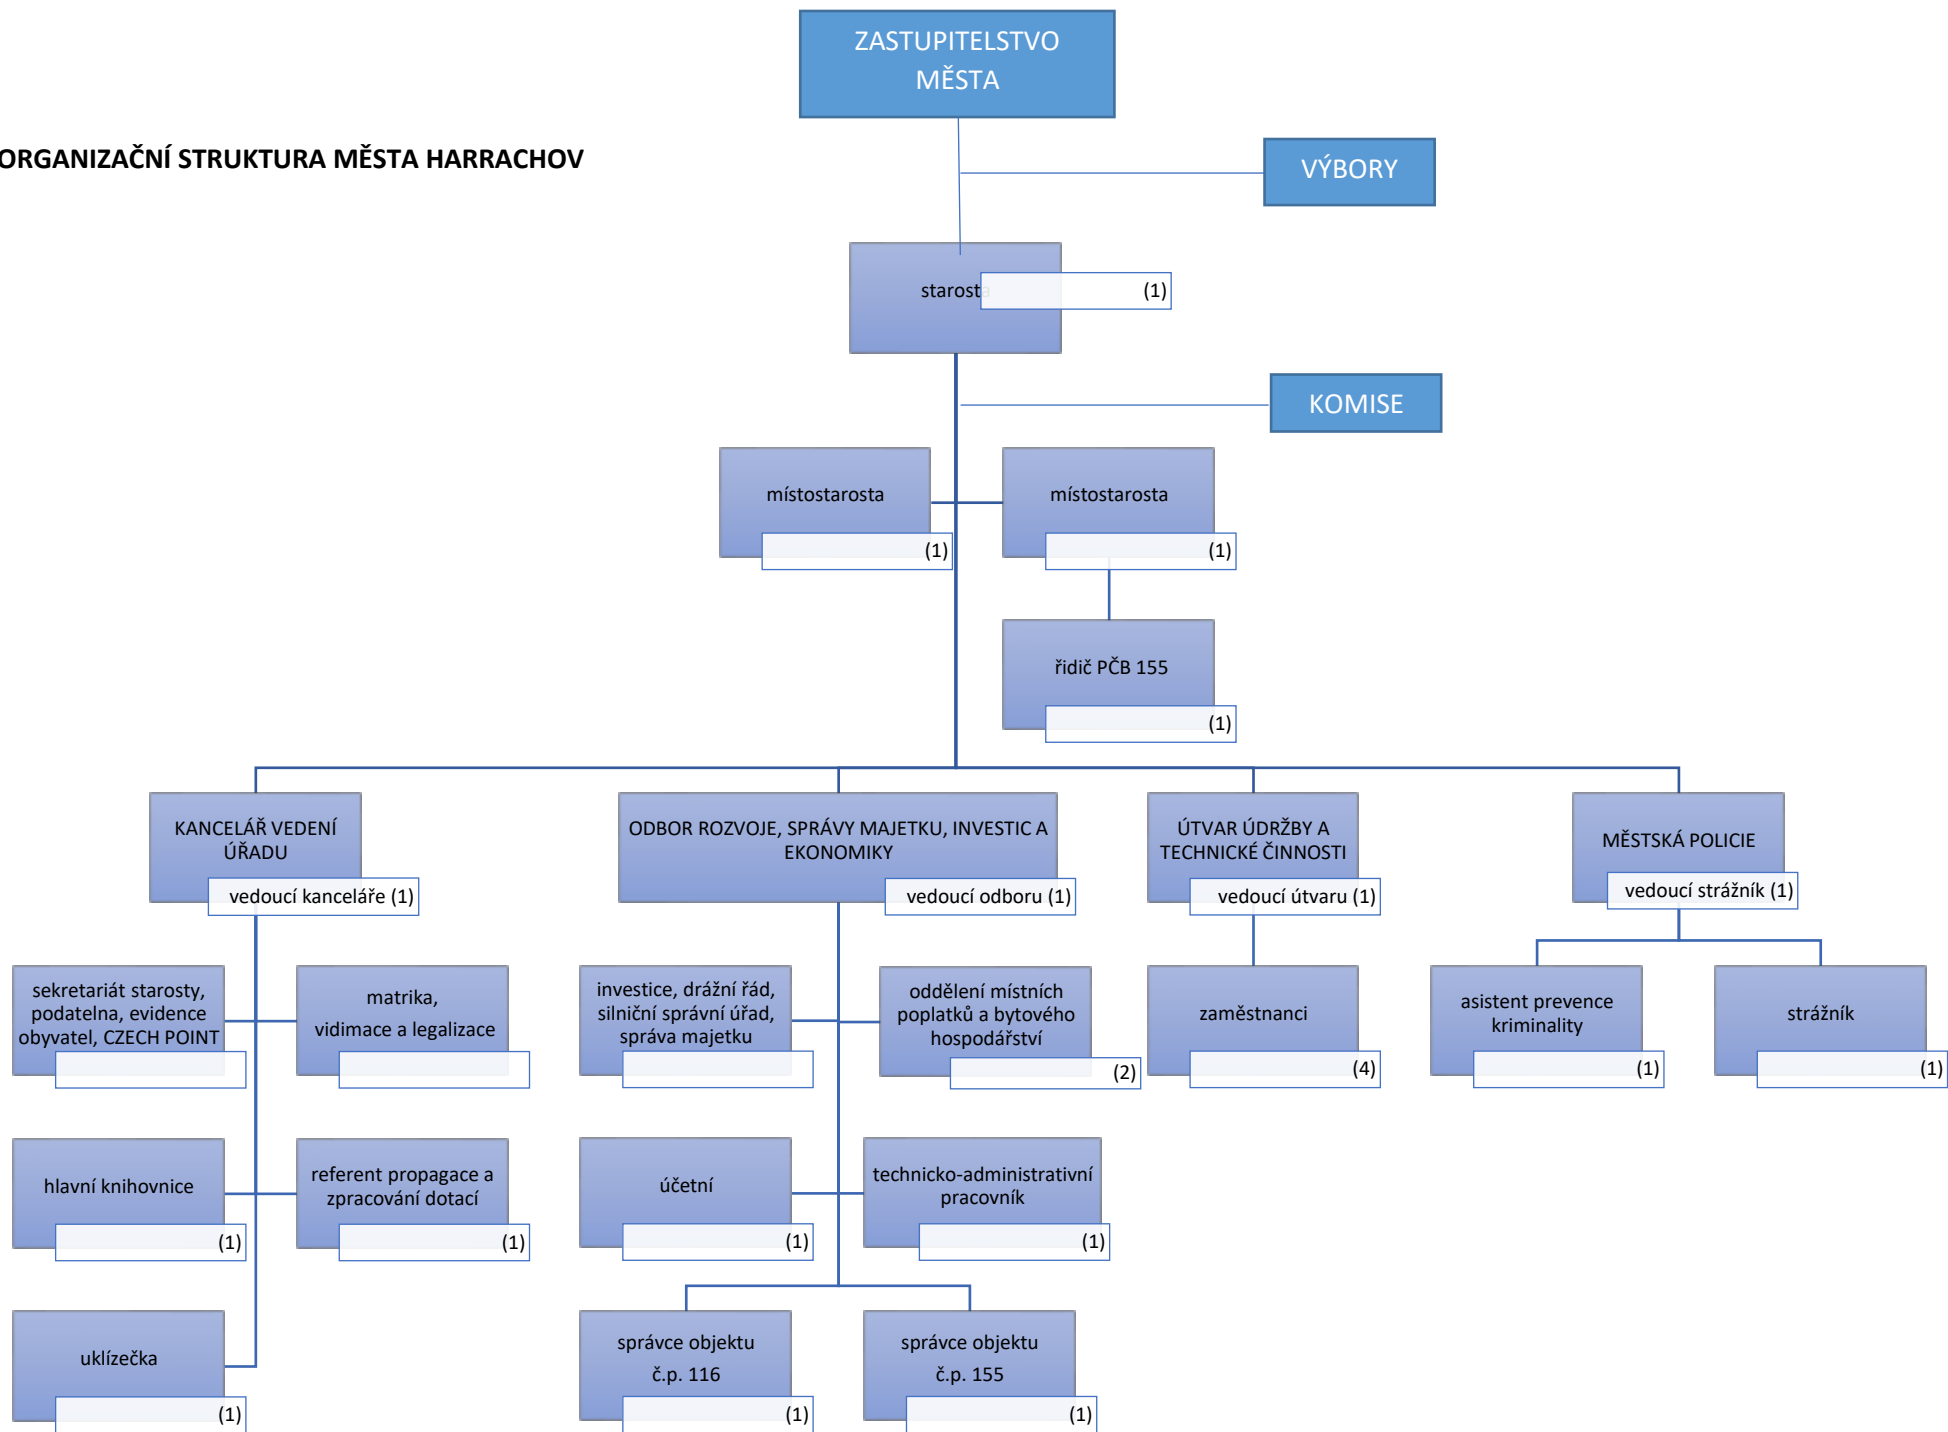 ZASTUPITELSTVO
MĚSTA
ORGANIZAČNÍ STRUKTURA MĚSTA HARRACHOV
VÝBORY
starosta
(1)
KOMISE
místostarosta
(1)
místostarosta
(1)
řidič PČB 155
(1)
KANCELÁŘ VEDENÍ
ÚŘADU
vedoucí kanceláře (1)
ODBOR ROZVOJE, SPRÁVY MAJETKU, INVESTIC A
EKONOMIKY
vedoucí odboru (1)
ÚTVAR ÚDRŽBY A
TECHNICKÉ ČINNOSTI
vedoucí útvaru (1)
MĚSTSKÁ POLICIE
vedoucí strážník (1)
sekretariát starosty,
podatelna, evidence
obyvatel, CZECH POINT
matrika,
vidimace a legalizace
investice, drážní řád,
silniční správní úřad,
správa majetku
oddělení místních
poplatků a bytového
hospodářství
(2)
zaměstnanci
(4)
asistent prevence
kriminality
(1)
strážník
(1)
hlavní knihovnice
(1)
referent propagace a
zpracování dotací
(1)
účetní
(1)
technicko-administrativní
pracovník
(1)
uklízečka
(1)
správce objektu
č.p. 116
(1)
správce objektu
č.p. 155
(1)